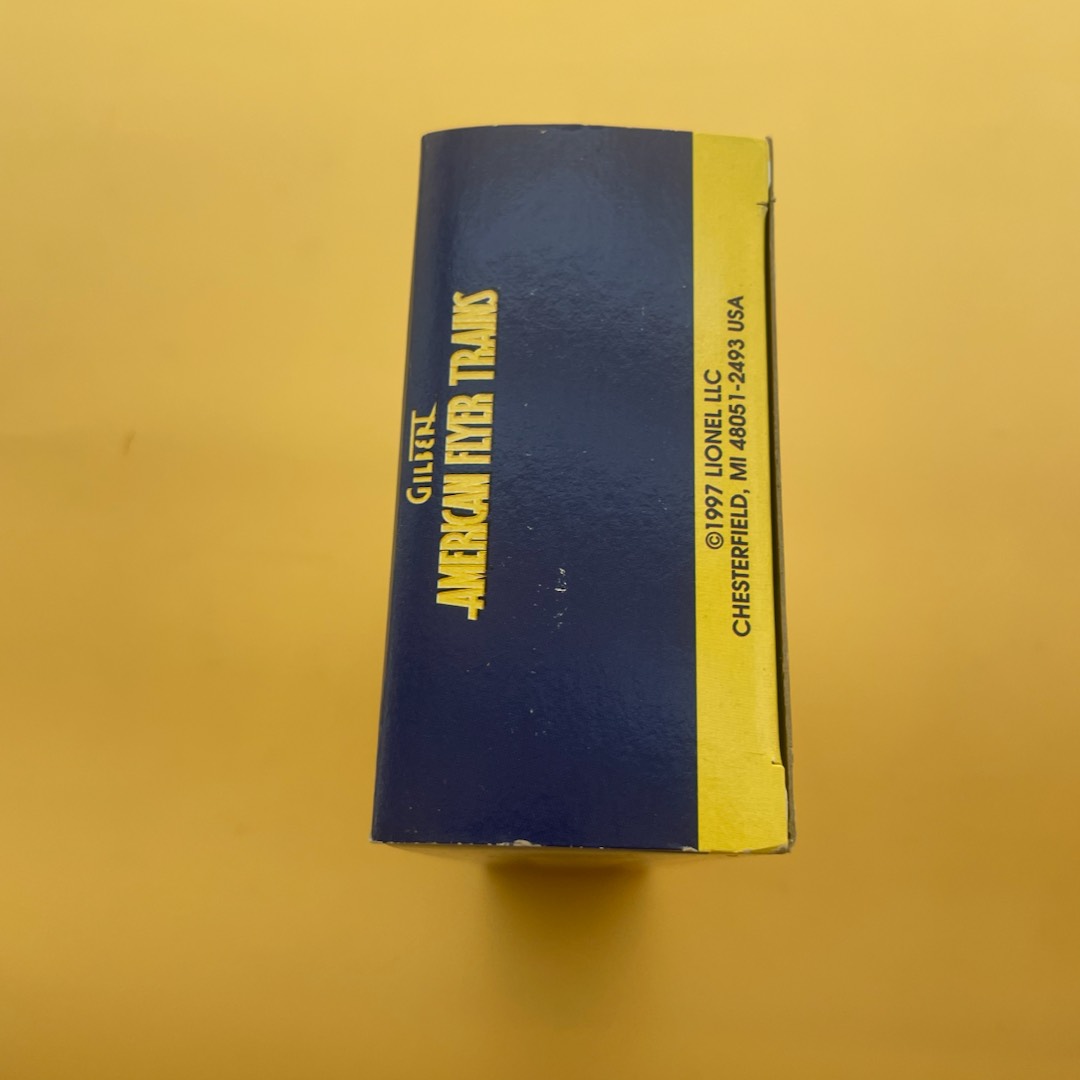 GILBERT
AMERICAN FLYER TRAINS
©1997 LIONEL LLC
CHESTERFIELD, MI 48051-2493 USA